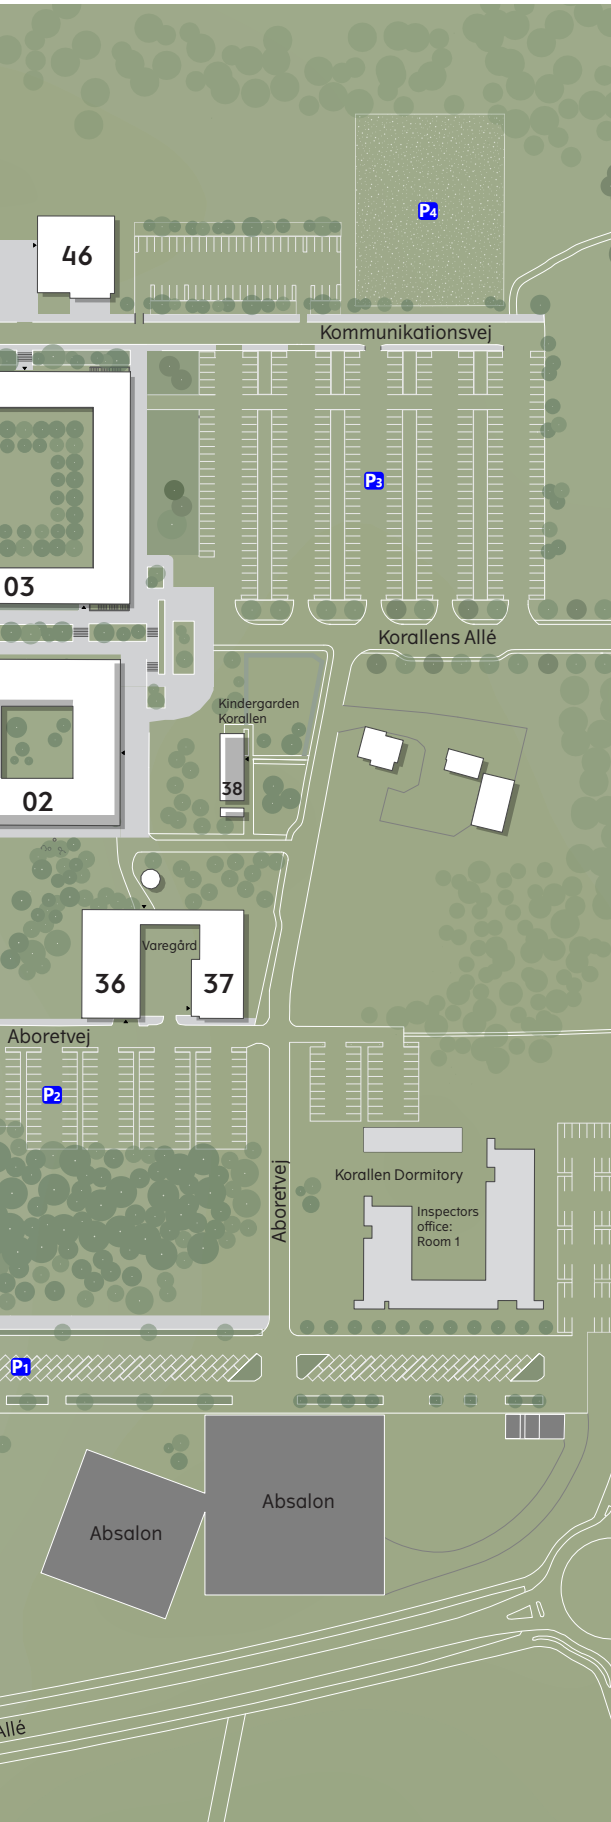 P4
46
Kommunikationsvej
P3
03
Korallens Allé
Kindergarden
Korallen
38
02
Varegård
36
37
Aboretvej
P2
Aboretvej
Korallen Dormitory
Inspectors
office:
Room 1
P1
Absalon
Absalon
Allé